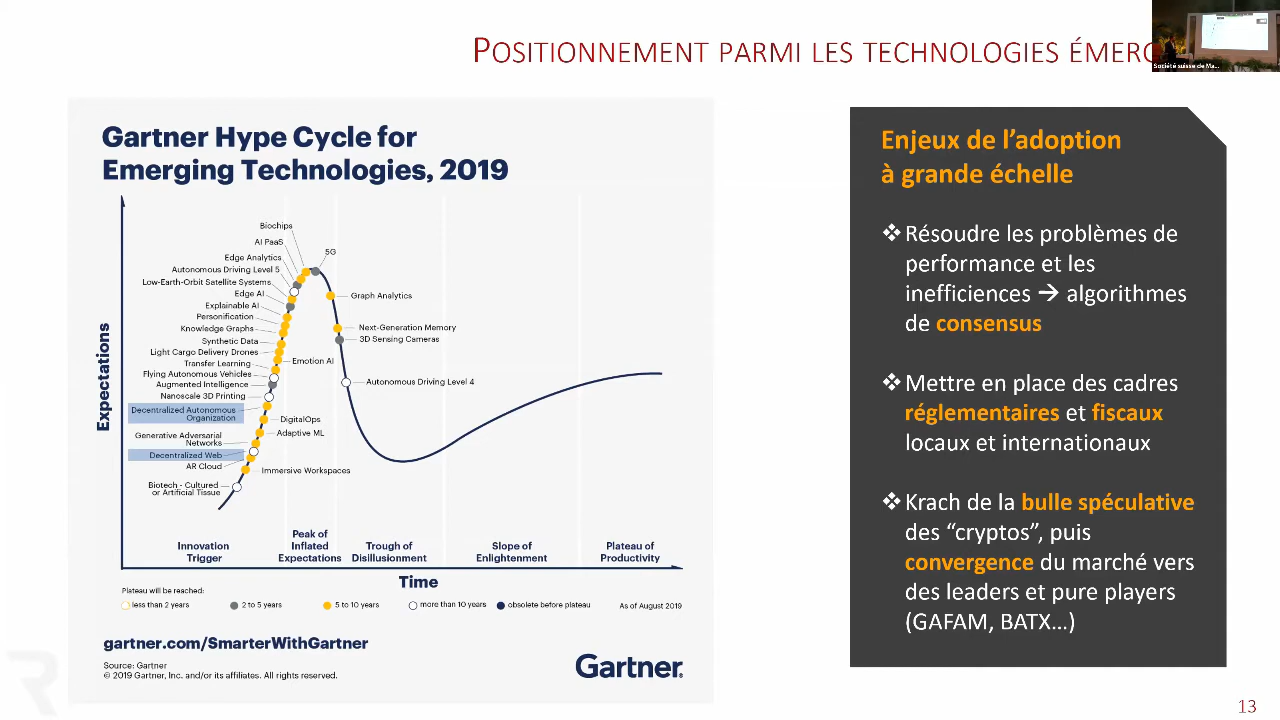 POSITIONNEMENT PARMI LES TECHNOLOGIES
Société suisse de Ma...
Gartner Hype Cycle for
Emerging Technologies, 2019
Expectations
Biochips
AI PaaS
5G
Edge Analytics
Autonomous Driving Level 5
Low-Earth-Orbit Satellite Systems
Edge AI
Graph Analytics
Explainable AI
Personification
Knowledge Graphs
Next-Generation Memory
Synthetic Data
3D Sensing Cameras
Light Cargo Delivery Drones
Transfer Learning
Emotion AI
Flying Autonomous Vehicles
Augmented Intelligence
Autonomous Driving Level 4
Nanoscale 3D Printing
Decentralized Autonomous
Organization
DigitalOps
Generative Adversarial
Networks
Adaptive ML
Decentralized Web
AR Cloud
Immersive Workspaces
Biotech - Cultured
or Artificial Tissue
Innovation
Trigger
Peak of
Inflated
Expectations
Trough of
Disillusionment
Slope of
Enlightenment
Plateau of
Productivity
Time
Plateau will be reached:
less than 2 years
2 to 5 years
5 to 10 years
more than 10 years
obsolete before plateau
As of August 2019
gartner.com/SmarterWithGartner
Source: Gartner
© 2019 Gartner, Inc. and/or its affiliates. All rights reserved.
Gartner®
Enjeux de l’adoption
à grande échelle
❖ Résoudre les problèmes de
performance et les
inefficiences → algorithmes
de consensus
❖ Mettre en place des cadres
réglementaires et fiscaux
locaux et internationaux
❖ Krach de la bulle spéculative
des “cryptos”, puis
convergence du marché vers
des leaders et pure players
(GAFAM, BATX…)
R
13